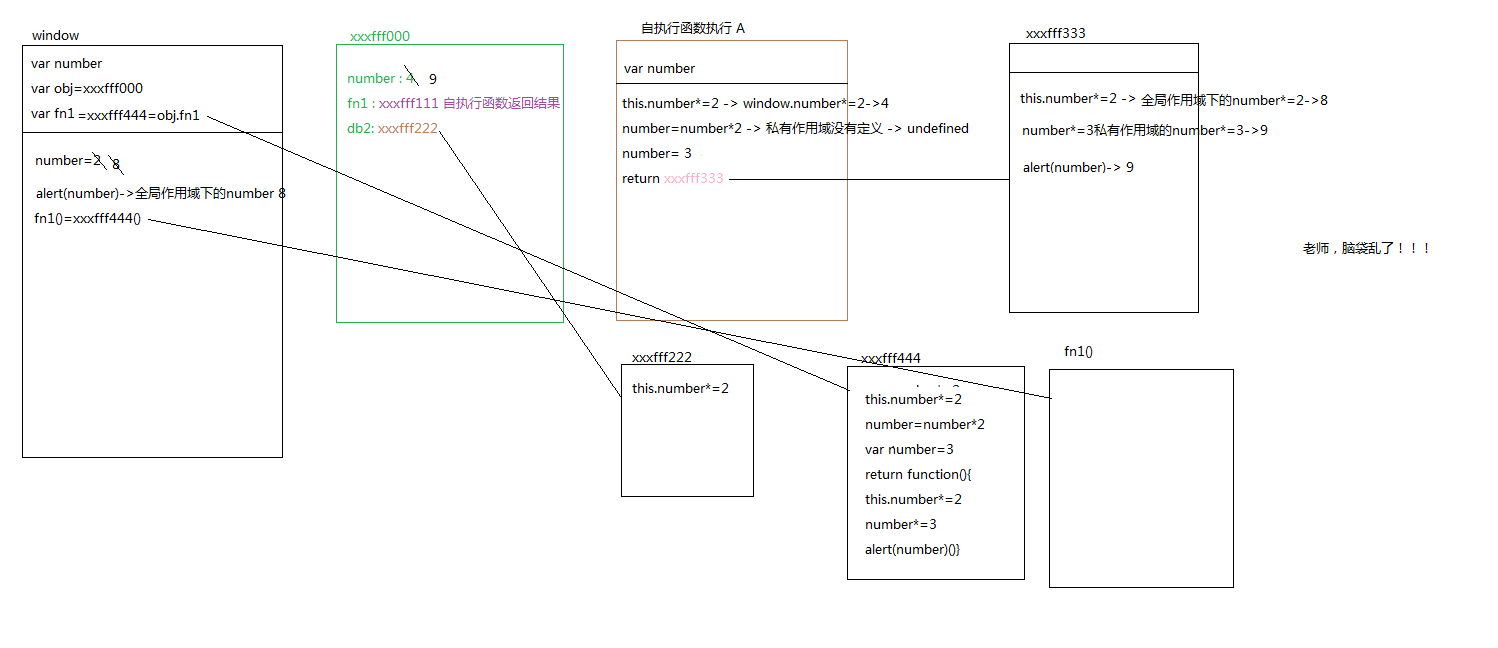 window
var number
var obj=xxxfff000
var fn1 =xxxfff444=obj.fn1
number=2 8
alert(number)->全局作用域下的number 8
fn1()=xxxfff444()
xxxfff000
number : 4 9
fn1 : xxxfff111 自执行函数返回结果
db2: xxxfff222
自执行函数执行 A
var number
this.number*=2 -> window.number*=2->4
number=number*2 -> 私有作用域没有定义 -> undefined
number= 3
return xxxfff333
xxxfff333
this.number*=2 -> 全局作用域下的number*=2->8
number*=3私有作用域的number*=3->9
alert(number)-> 9
老师，脑袋乱了！！！
xxxfff222
this.number*=2
xxxfff444
this.number*=2
number=number*2
var number=3
return function(){
this.number*=2
number*=3
alert(number)()}
fn1()